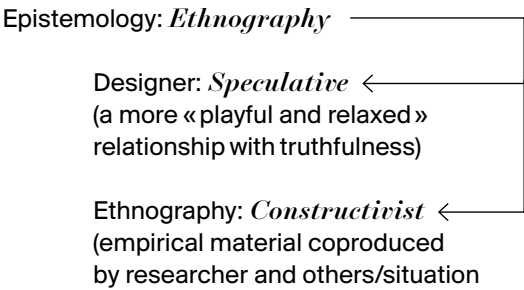 Epistemology: Ethnography
Designer: Speculative
(a more «playful and relaxed»
relationship with truthfulness)
Ethnography: Constructivist
(empirical material coproduced
by researcher and others/situation